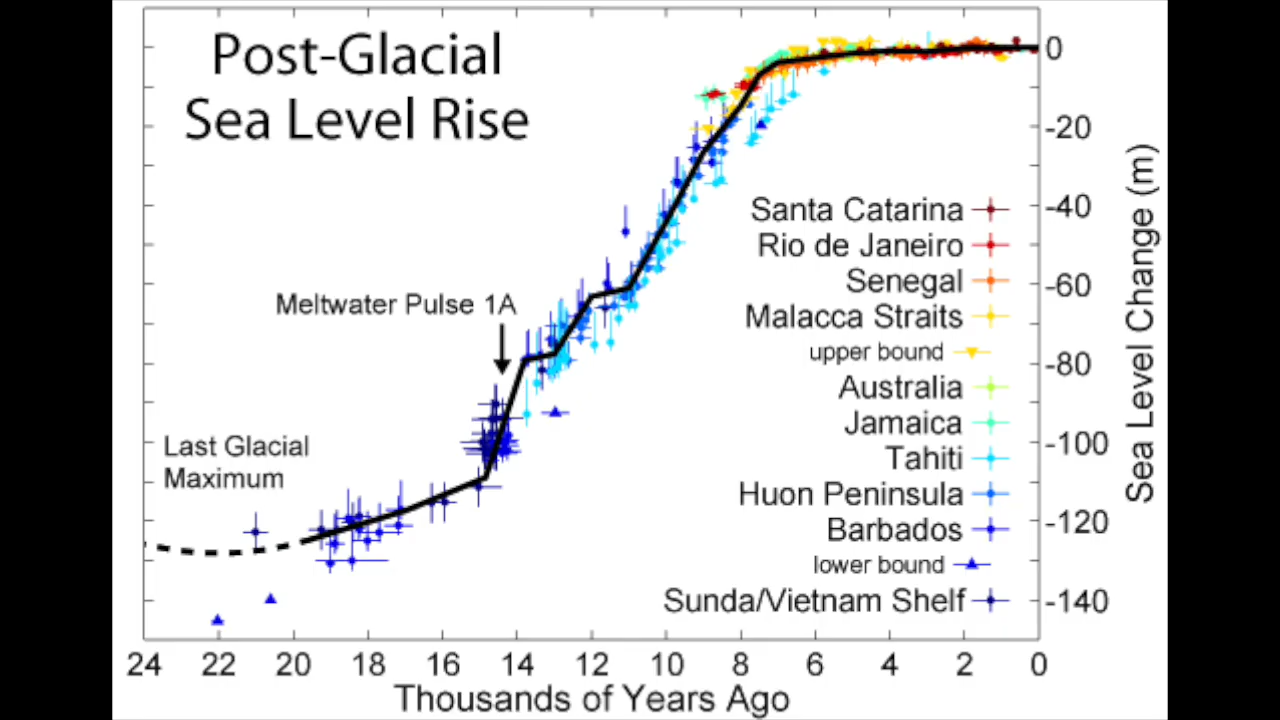 Post-Glacial
Sea Level Rise
Meltwater Pulse 1A
Last Glacial
Maximum
Santa Catarina
Rio de Janeiro
Senegal
Malacca Straits
upper bound
Australia
Jamaica
Tahiti
Huon Peninsula
Barbados
lower bound
Sunda/Vietnam Shelf
0
-20
-40
-60
-80
-100
-120
-140
Sea Level Change (m)
24 22 20 18 16 14 12 10 8 6 4 2 0
Thousands of Years Ago